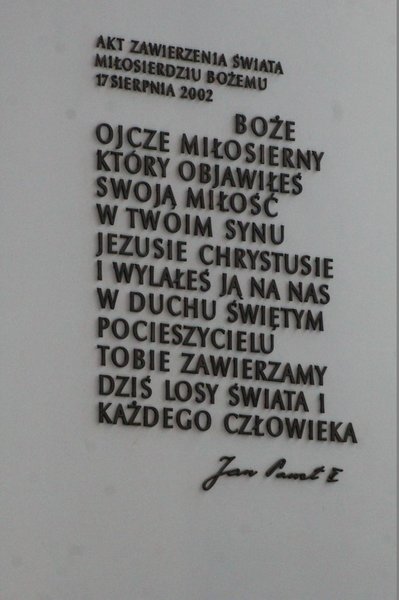 AKT ZAWIERZENIA ŚWIATA
MIŁOSIERDZIU BOŻEMU
17 SIERPNIA 2002
BOŻE
OJCZE MIŁOSIERNY
KTÓRY OBJAWIŁEŚ
SWOJĄ MIŁOŚĆ
W TWÓIM SYNU
JEZUSIE CHRYSTUSIE
I WYLAŁEŚ JĄ NA NAS
W DUCHU ŚWIĘTYM
POCIESZYCIELU
TOBIE ZAWIERZAMY
DZIŚ LOSY ŚWIATA I
KAŻDEGO CZŁOWIEKA
Jan Paweł II